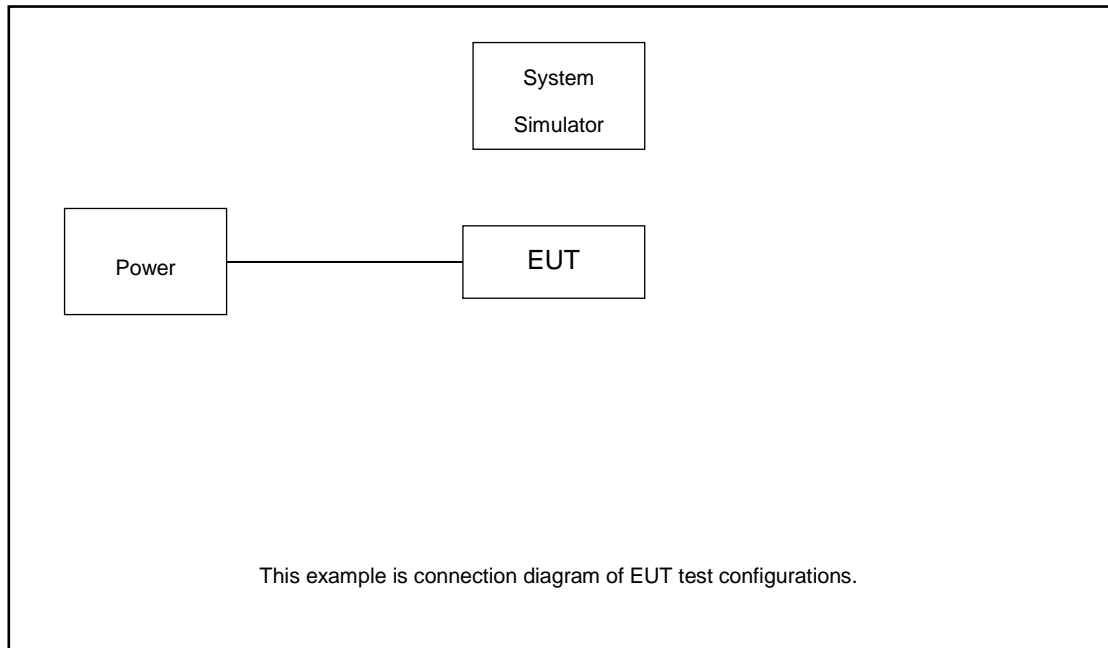 System
Simulator
Power
EUT
This example is connection diagram of EUT test configurations.